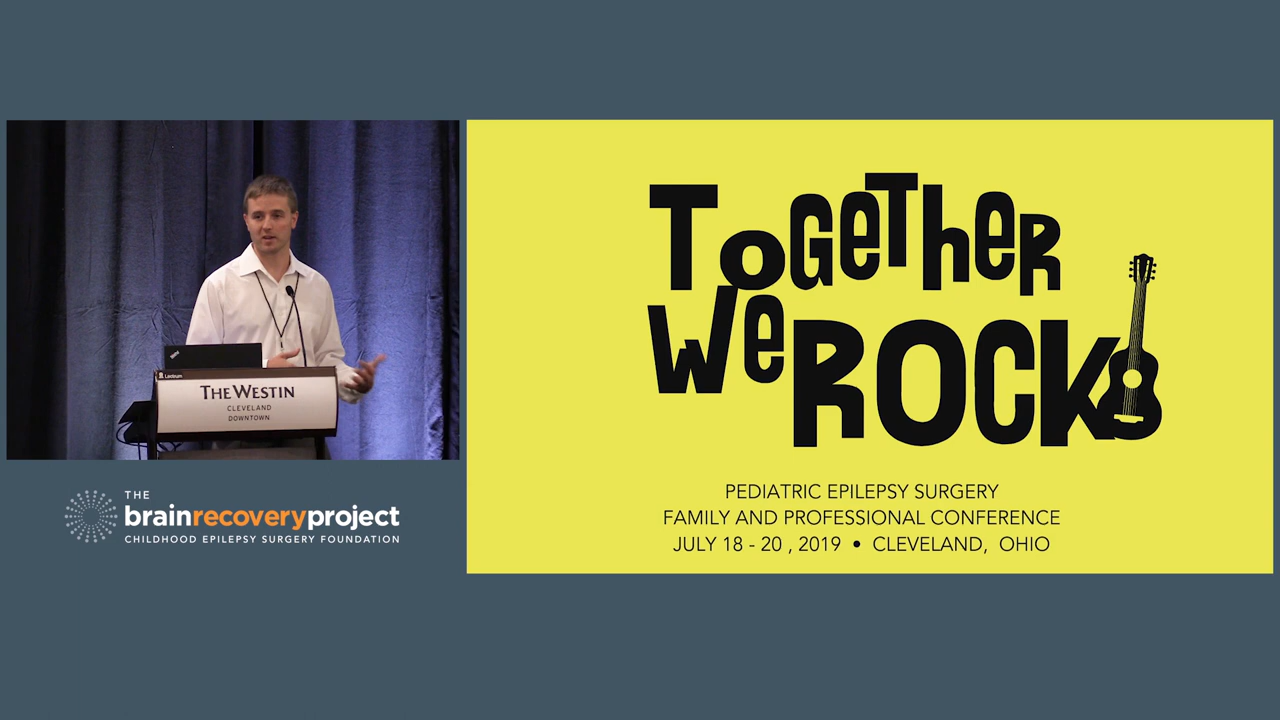 Lectrum
THE WESTIN
CLEVELAND
DOWNTOWN
THE
brainrecoveryproject
CHILDHOOD EPILEPSY SURGERY FOUNDATION
TOGETHER
WE ROCK
PEDIATRIC EPILEPSY SURGERY
FAMILY AND PROFESSIONAL CONFERENCE
JULY 18 - 20 , 2019 • CLEVELAND, OHIO